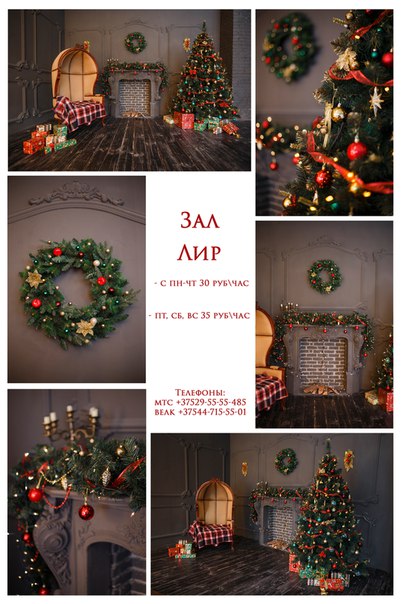 Зал
Лир
- с пн-чт 30 руб\час
- пт, сб, вс 35 руб\час
Телефоны:
мтс +37529-55-55-485
велк +37544-715-55-01